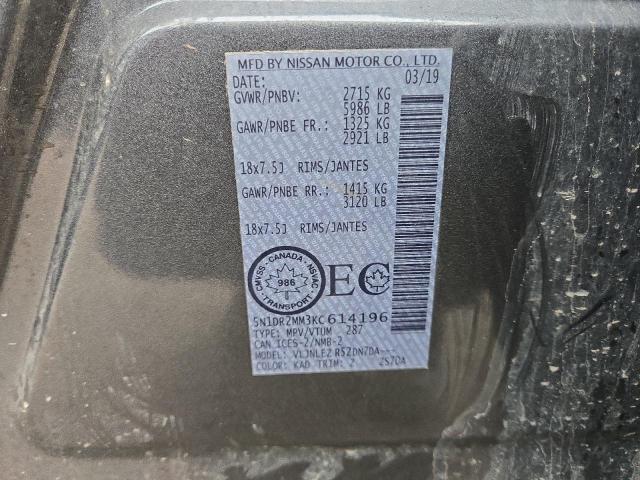 MFD BY NISSAN MOTOR CO., LTD.
DATE: 03/19
GVWR/PNBV: 2715 KG
5986 LB
GAWR/PNBE FR.: 1325 KG
2921 LB
18x7.5J RIMS/JANTES
GAWR/PNBE RR.: 1415 KG
3120 LB
18x7.5J RIMS/JANTES
CMVSS - CANADA - NSVAC
986
TRANSPORT
EC
5N1DR2MM3KC614196
TYPE: MPV/VTUM 287
CAN ICES-2/NMB-2
MODEL: VLJNLEZ RSZDN7DA---
COLOR: KAD TRIM: Z ZS7DA